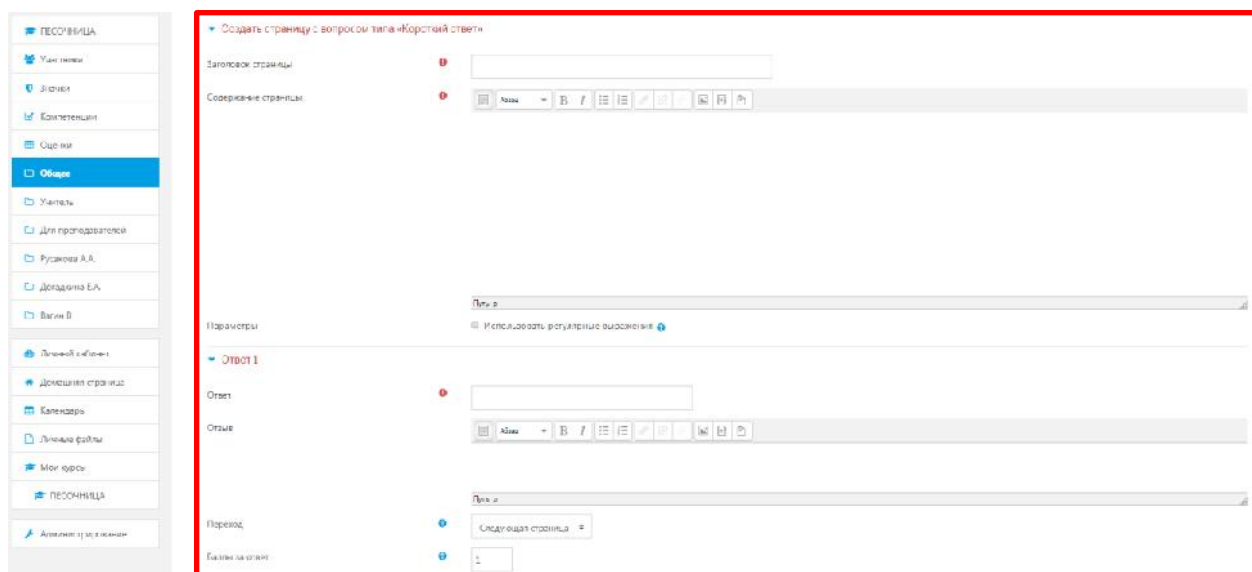 ПЕСОЧНИЦА
Участники
Значки
Компетенции
Оценки
Общее
Учитель
Для преподавателей
Русакова А.А.
Догадкина Е.А.
Вагин В
Личный кабинет
Домашняя страница
Календарь
Личные файлы
Мои курсы
ПЕСОЧНИЦА
Администрирование
Создать страницу с вопросом типа «Короткий ответ»
Заголовок страницы
Содержание страницы
Абзац
B I
Путь: p
Параметры
Использовать регулярные выражения
Ответ 1
Ответ
Отзыв
Абзац
B I
Путь: p
Переход
Следующая страница
Баллы за ответ
1